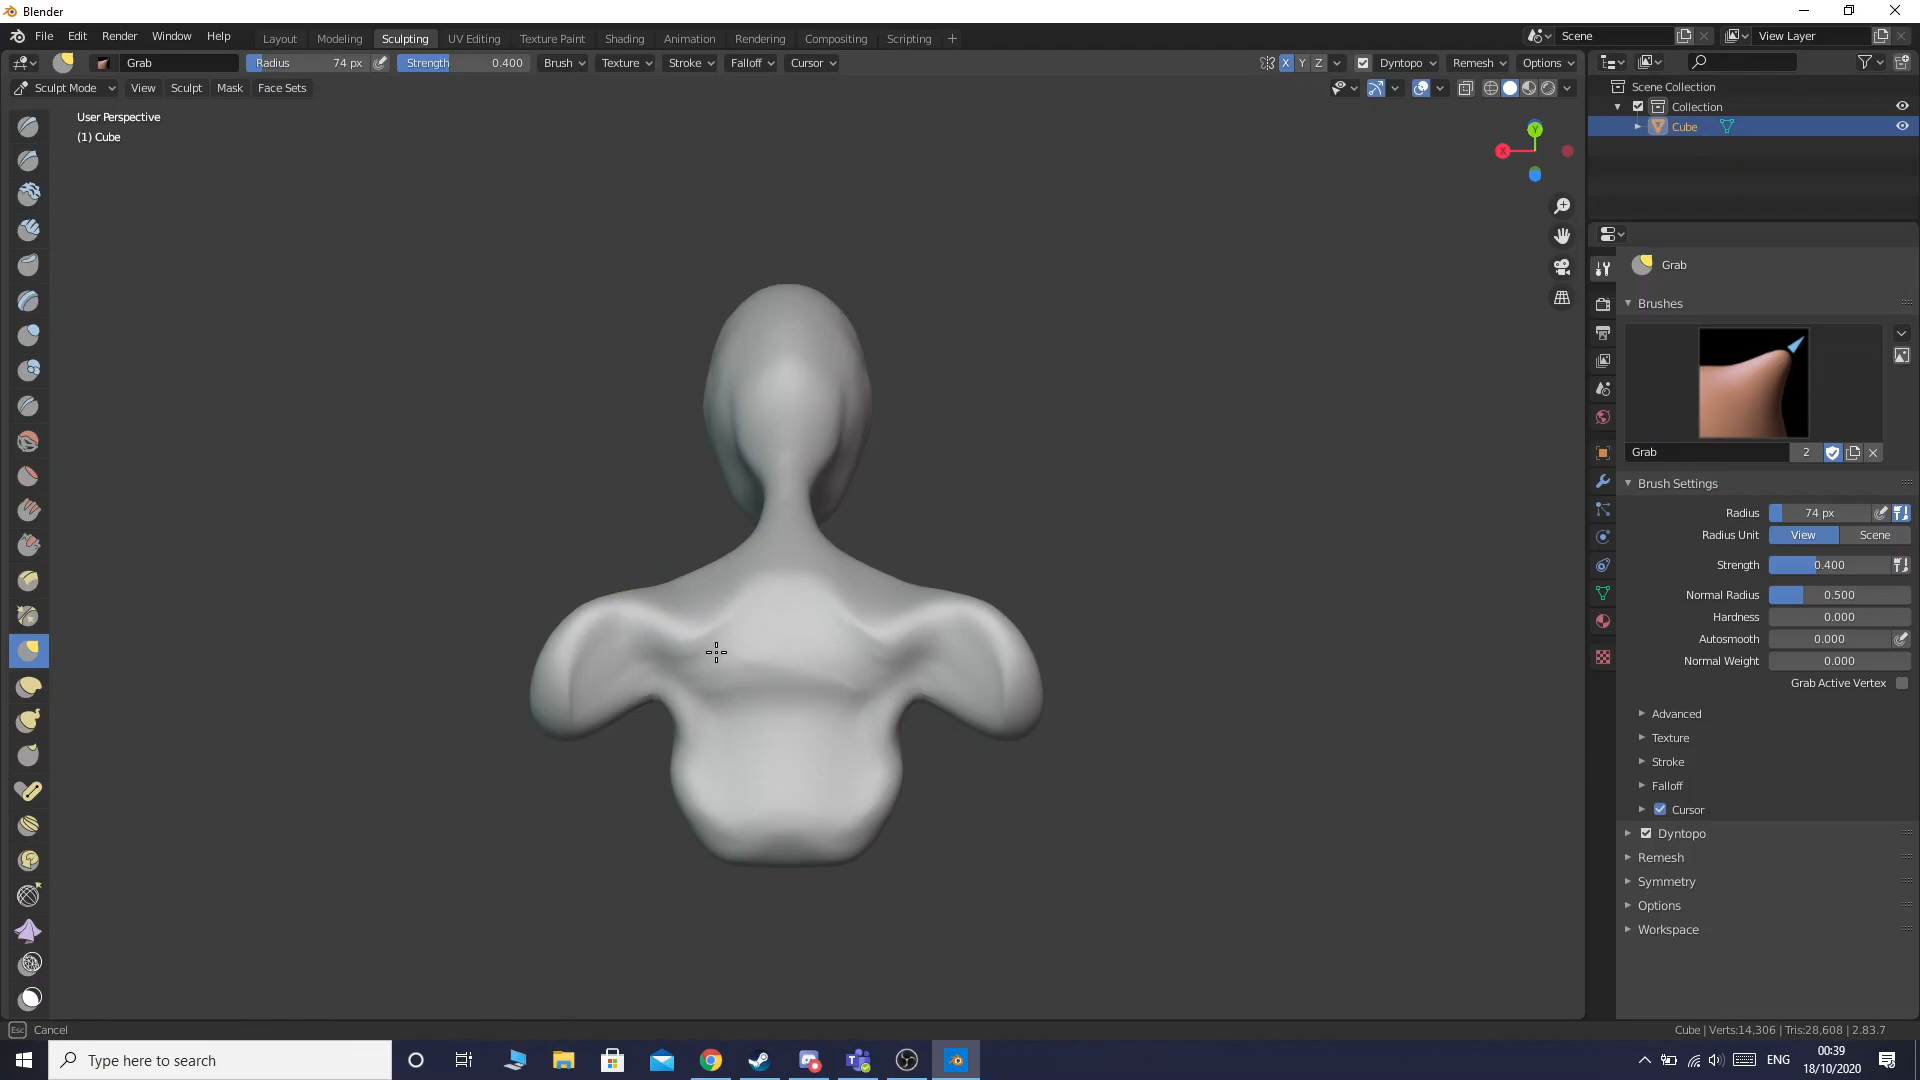 Blender
File Edit Render Window Help
Layout Modeling Sculpting UV Editing Texture Paint Shading Animation Rendering Compositing Scripting +
Scene
View Layer
Grab
Radius 74 px
Strength 0.400
Brush Texture Stroke Falloff Cursor
X Y Z
Dyntopo Remesh Options
Sculpt Mode View Sculpt Mask Face Sets
User Perspective
(1) Cube
Y
X
Scene Collection
Collection
Cube
Grab
Brushes
Grab 2
Brush Settings
Radius 74 px
Radius Unit View Scene
Strength 0.400
Normal Radius 0.500
Hardness 0.000
Autosmooth 0.000
Normal Weight 0.000
Grab Active Vertex
Advanced
Texture
Stroke
Falloff
Cursor
Dyntopo
Remesh
Symmetry
Options
Workspace
Esc Cancel
Cube | Verts:14,306 | Tris:28,608 | 2.83.7
Type here to search
ENG
00:39
18/10/2020